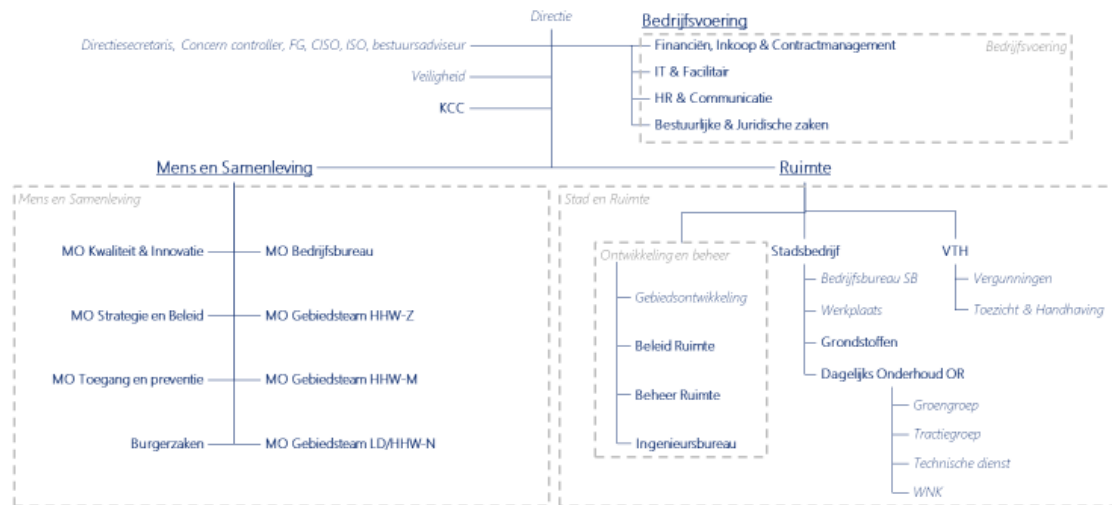 Directie
Directiesecretaris, Concern controller, FG, CISO, ISO, bestuursadviseur
Veiligheid
KCC
Bedrijfsvoering
Bedrijfsvoering
Financiën, Inkoop & Contractmanagement
IT & Facilitair
HR & Communicatie
Bestuurlijke & Juridische zaken
Mens en Samenleving
Ruimte
Mens en Samenleving
MO Kwaliteit & Innovatie
MO Bedrijfsbureau
MO Strategie en Beleid
MO Gebiedsteam HHW-Z
MO Toegang en preventie
MO Gebiedsteam HHW-M
Burgerzaken
MO Gebiedsteam LD/HHW-N
Stad en Ruimte
Ontwikkeling en beheer
Gebiedsontwikkeling
Beleid Ruimte
Beheer Ruimte
Ingenieursbureau
Stadsbedrijf
Bedrijfsbureau SB
Werkplaats
Grondstoffen
Dagelijks Onderhoud OR
Groengroep
Tractiegroep
Technische dienst
WNK
VTH
Vergunningen
Toezicht & Handhaving